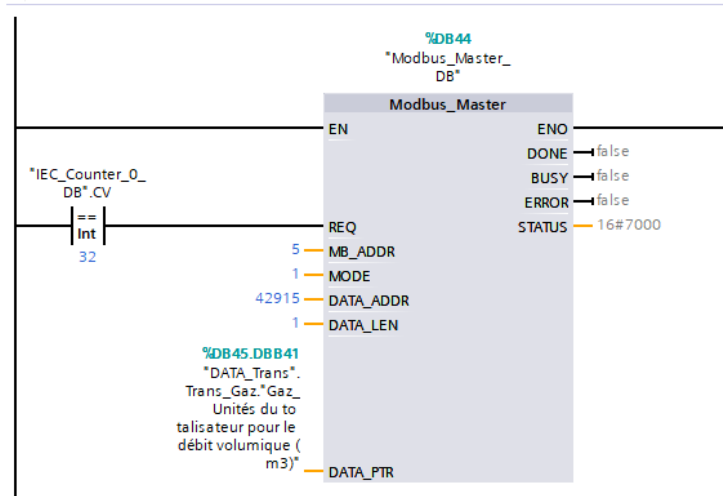 %DB44
"Modbus_Master_
DB"
Modbus_Master
EN
ENO
DONE
false
"IEC_Counter_0_
DB".CV
BUSY
false
ERROR
false
==
Int
REQ
STATUS
16#7000
32
5
MB_ADDR
1
MODE
42915
DATA_ADDR
1
DATA_LEN
%DB45.DBB41
"DATA_Trans".
Trans_Gaz."Gaz_
Unités du to
talisateur pour le
débit volumique (
m3)"
DATA_PTR